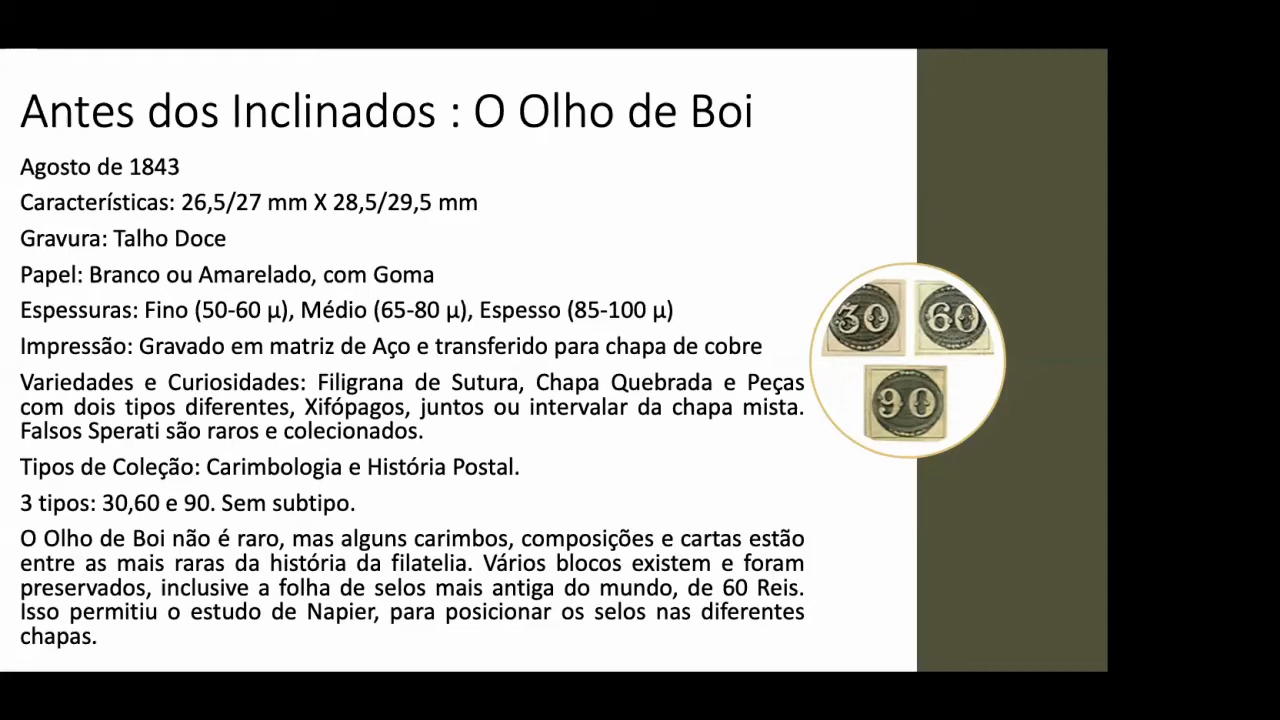 Antes dos Inclinados : O Olho de Boi
Agosto de 1843
Características: 26,5/27 mm X 28,5/29,5 mm
Gravura: Talho Doce
Papel: Branco ou Amarelado, com Goma
Espessuras: Fino (50-60 µ), Médio (65-80 µ), Espesso (85-100 µ)
Impressão: Gravado em matriz de Aço e transferido para chapa de cobre
Variedades e Curiosidades: Filigrana de Sutura, Chapa Quebrada e Peças
com dois tipos diferentes, Xifópagos, juntos ou intervalar da chapa mista.
Falsos Sperati são raros e colecionados.
Tipos de Coleção: Carimbologia e História Postal.
3 tipos: 30,60 e 90. Sem subtipo.
O Olho de Boi não é raro, mas alguns carimbos, composições e cartas estão
entre as mais raras da história da filatelia. Vários blocos existem e foram
preservados, inclusive a folha de selos mais antiga do mundo, de 60 Reis.
Isso permitiu o estudo de Napier, para posicionar os selos nas diferentes
chapas.
30
60
90